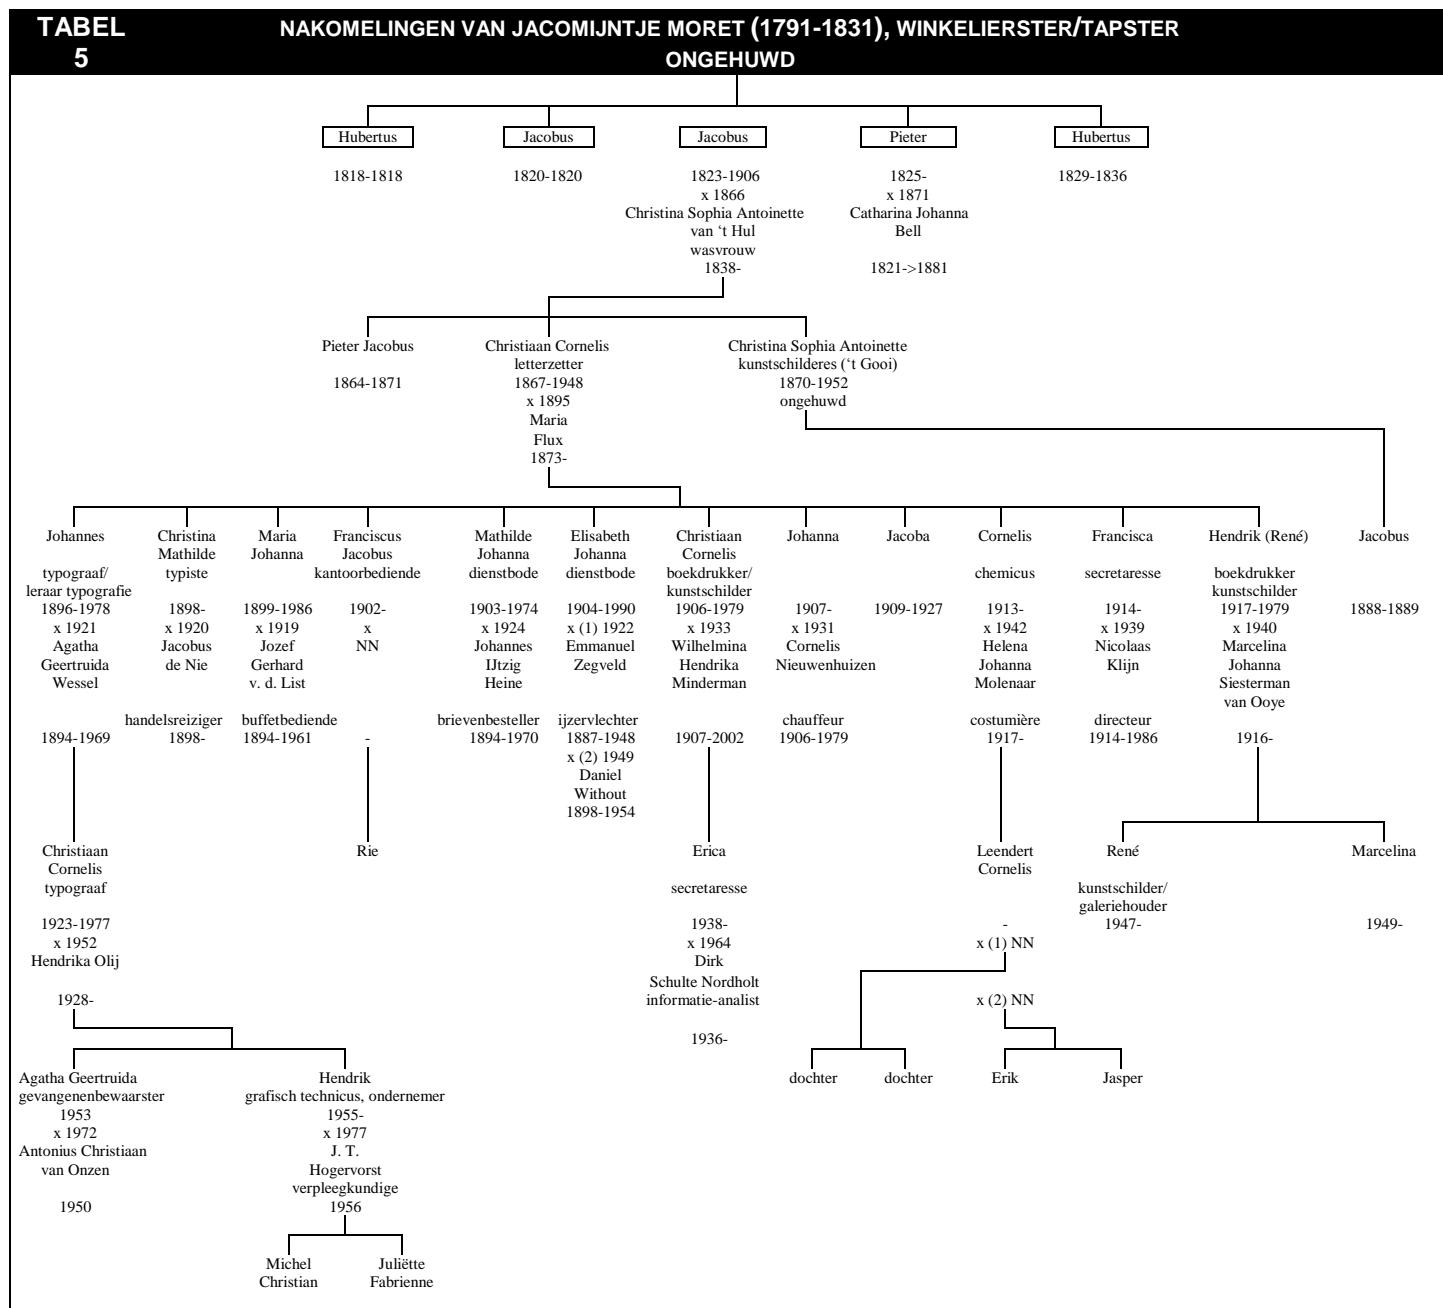 TABEL 5
NAKOMELINGEN VAN JACOMIJNTJE MORET (1791-1831), WINKELIERSTER/TAPSTER
ONGEHUWD
Hubertus
1818-1818
Jacobus
1820-1820
Jacobus
1823-1906
x 1866
Christina Sophia Antoinette
van ‘t Hul
wasvrouw
1838-
Pieter
1825-
x 1871
Catharina Johanna
Bell
1821->1881
Hubertus
1829-1836
Pieter Jacobus
1864-1871
Christiaan Cornelis
letterzetter
1867-1948
x 1895
Maria
Flux
1873-
Christina Sophia Antoinette
kunstschilderes (‘t Gooi)
1870-1952
ongehuwd
Johannes
typograaf/
leraar typografie
1896-1978
x 1921
Agatha
Geertruida
Wessel
1894-1969
Christina
Mathilde
typiste
1898-
x 1920
Jacobus
de Nie
handelsreiziger
1898-
Maria
Johanna
1899-1986
x 1919
Jozef
Gerhard
v. d. List
buffetbediende
1894-1961
Franciscus
Jacobus
kantoorbediende
1902-
x
NN
-
Mathilde
Johanna
dienstbode
1903-1974
x 1924
Johannes
IJtzig
Heine
brievenbesteller
1894-1970
Elisabeth
Johanna
dienstbode
1904-1990
x (1) 1922
Emmanuel
Zegveld
ijzervlechter
1887-1948
x (2) 1949
Daniel
Without
1898-1954
Christiaan
Cornelis
boekdrukker/
kunstschilder
1906-1979
x 1933
Wilhelmina
Hendrika
Minderman
1907-2002
Johanna
1907-
x 1931
Cornelis
Nieuwenhuizen
chauffeur
1906-1979
Jacoba
1909-1927
Cornelis
chemicus
1913-
x 1942
Helena
Johanna
Molenaar
costumière
1917-
Francisca
secretaresse
1914-
x 1939
Nicolaas
Klijn
directeur
1914-1986
Hendrik (René)
boekdrukker
kunstschilder
1917-1979
x 1940
Marcelina
Johanna
Siesterman
van Ooye
1916-
Jacobus
1888-1889
Christiaan
Cornelis
typograaf
1923-1977
x 1952
Hendrika Olij
1928-
Rie
Erica
secretaresse
1938-
x 1964
Dirk
Schulte Nordholt
informatie-analist
1936-
Leendert
Cornelis
-
x (1) NN
x (2) NN
René
kunstschilder/
galeriehouder
1947-
Marcelina
1949-
Agatha Geertruida
gevangenenbewaarster
1953
x 1972
Antonius Christiaan
van Onzen
1950
Hendrik
grafisch technicus, ondernemer
1955-
x 1977
J. T.
Hogervorst
verpleegkundige
1956
dochter
dochter
Erik
Jasper
Michel
Christian
Juliëtte
Fabrienne